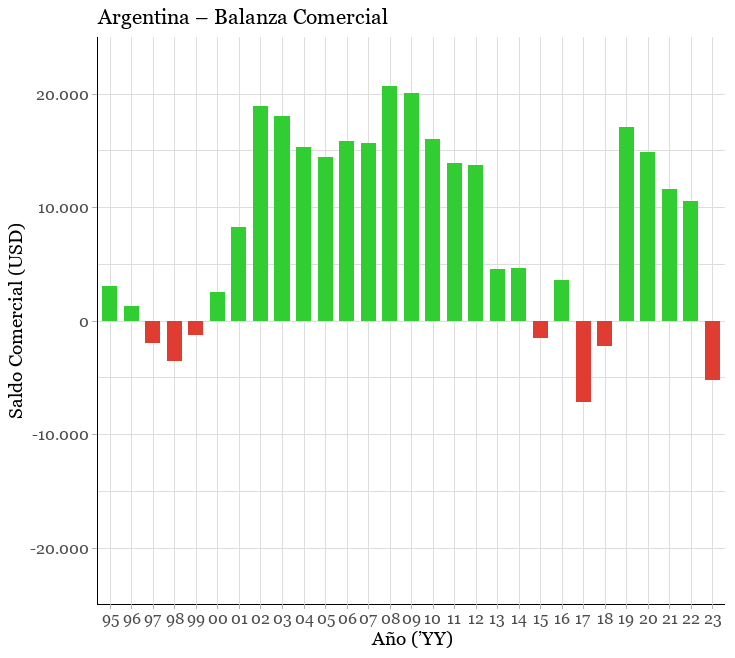 Argentina – Balanza Comercial
Saldo Comercial (USD)
20.000
10.000
0
-10.000
-20.000
95 96 97 98 99 00 01 02 03 04 05 06 07 08 09 10 11 12 13 14 15 16 17 18 19 20 21 22 23
Año ('YY)